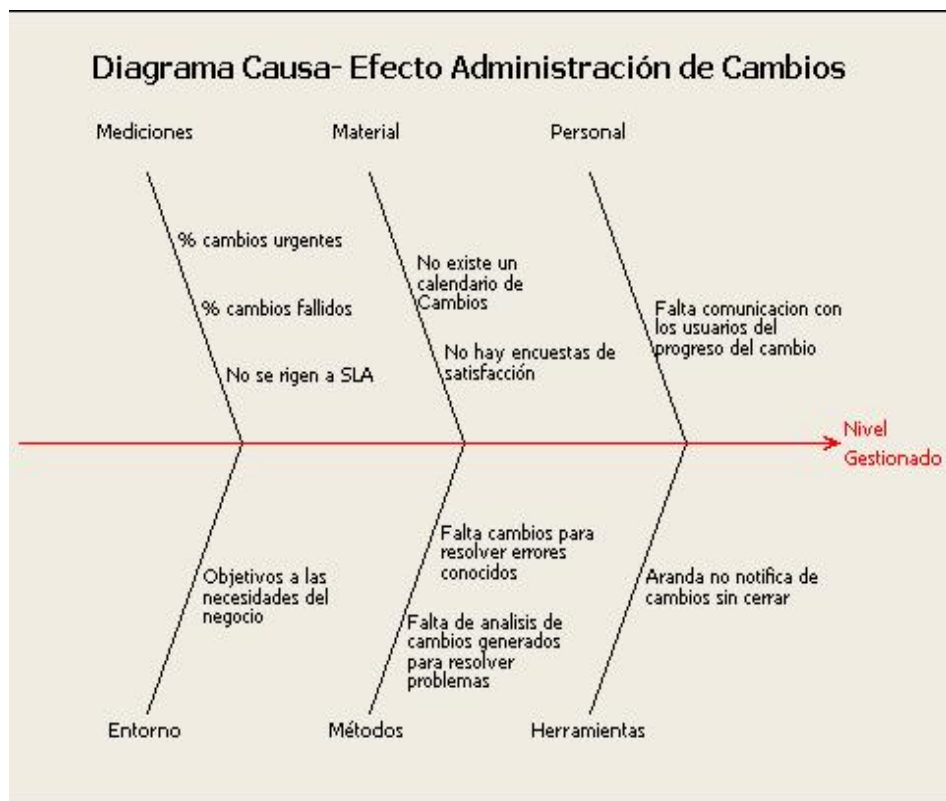 Diagrama Causa- Efecto Administración de Cambios
Mediciones
Material
Personal
% cambios urgentes
% cambios fallidos
No se rigen a SLA
No existe un
calendario de
Cambios
No hay encuestas de
satisfacción
Falta comunicacion con
los usuarios del
progreso del cambio
Nivel
Gestionado
Objetivos a las
necesidades del
negocio
Falta cambios para
resolver errores
conocidos
Falta de analisis de
cambios generados
para resolver
problemas
Aranda no notifica de
cambios sin cerrar
Entorno
Métodos
Herramientas